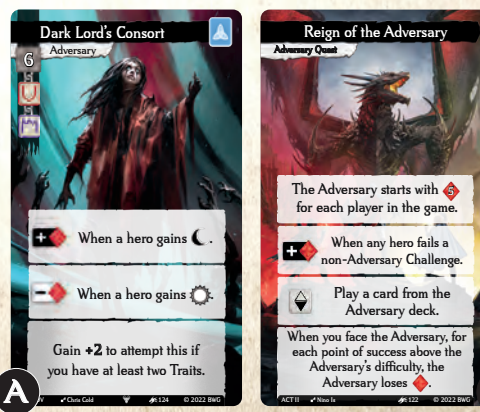 Dark Lord's Consort
Adversary
6
When a hero gains .
When a hero gains .
Gain +2 to attempt this if
you have at least two Traits.
A
V
Chris Cold
124
© 2022 BWG
Reign of the Adversary
Adversary Quest
The Adversary starts with 5
for each player in the game.
When any hero fails a
non-Adversary Challenge.
Play a card from the
Adversary deck.
When you face the Adversary, for
each point of success above the
Adversary's difficulty, the
Adversary loses .
ACT II
Nino Is
122
© 2022 BWG